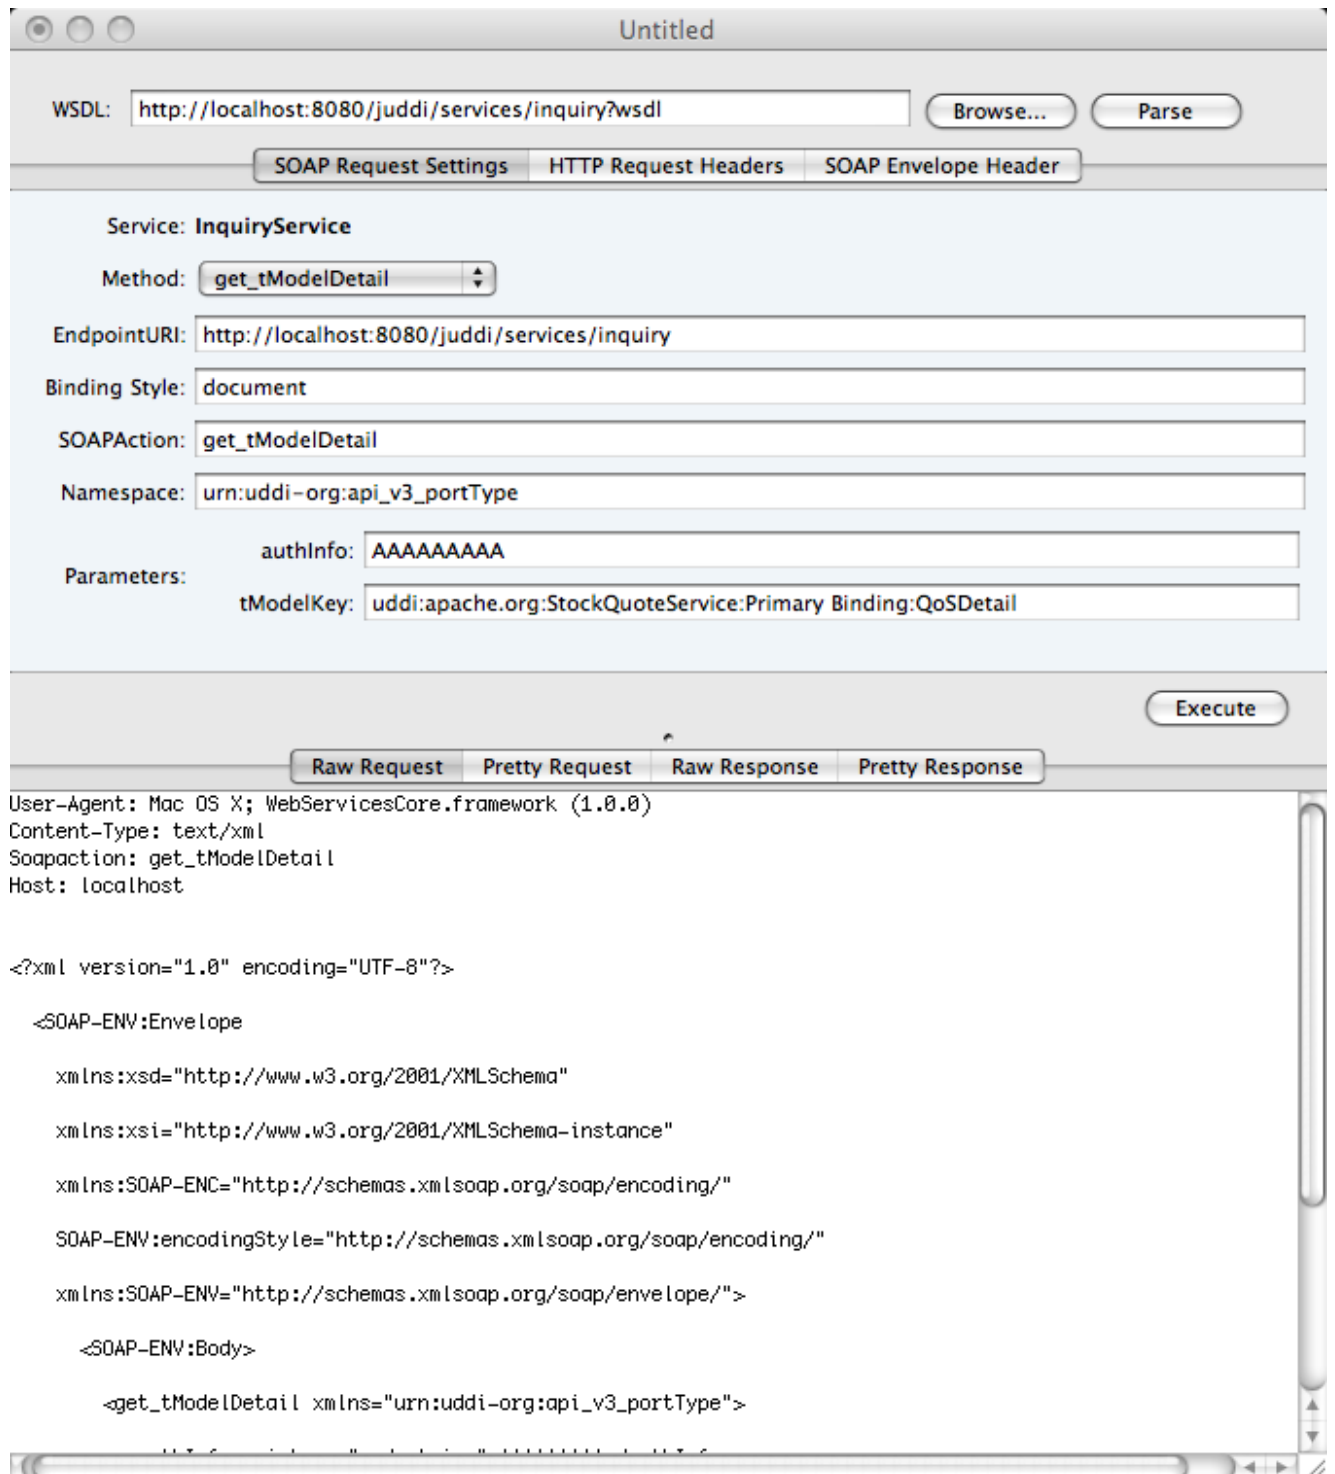 Untitled
WSDL: http://localhost:8080/juddi/services/inquiry?wsdl Browse... Parse
SOAP Request Settings HTTP Request Headers SOAP Envelope Header
Service: InquiryService
Method: get_tModelDetail
EndpointURI: http://localhost:8080/juddi/services/inquiry
Binding Style: document
SOAPAction: get_tModelDetail
Namespace: urn:uddi-org:api_v3_portType
Parameters:
authInfo: AAAAAAAAA
tModelKey: uddi:apache.org:StockQuoteService:Primary Binding:QoSDetail
Execute
Raw Request Pretty Request Raw Response Pretty Response
User-Agent: Mac OS X; WebServicesCore.framework (1.0.0)
Content-Type: text/xml
Soapaction: get_tModelDetail
Host: localhost
<?xml version="1.0" encoding="UTF-8"?>
<SOAP-ENV:Envelope
xmlns:xsd="http://www.w3.org/2001/XMLSchema"
xmlns:xsi="http://www.w3.org/2001/XMLSchema-instance"
xmlns:SOAP-ENC="http://schemas.xmlsoap.org/soap/encoding/"
SOAP-ENV:encodingStyle="http://schemas.xmlsoap.org/soap/encoding/"
xmlns:SOAP-ENV="http://schemas.xmlsoap.org/soap/envelope/">
<SOAP-ENV:Body>
<get_tModelDetail xmlns="urn:uddi-org:api_v3_portType">